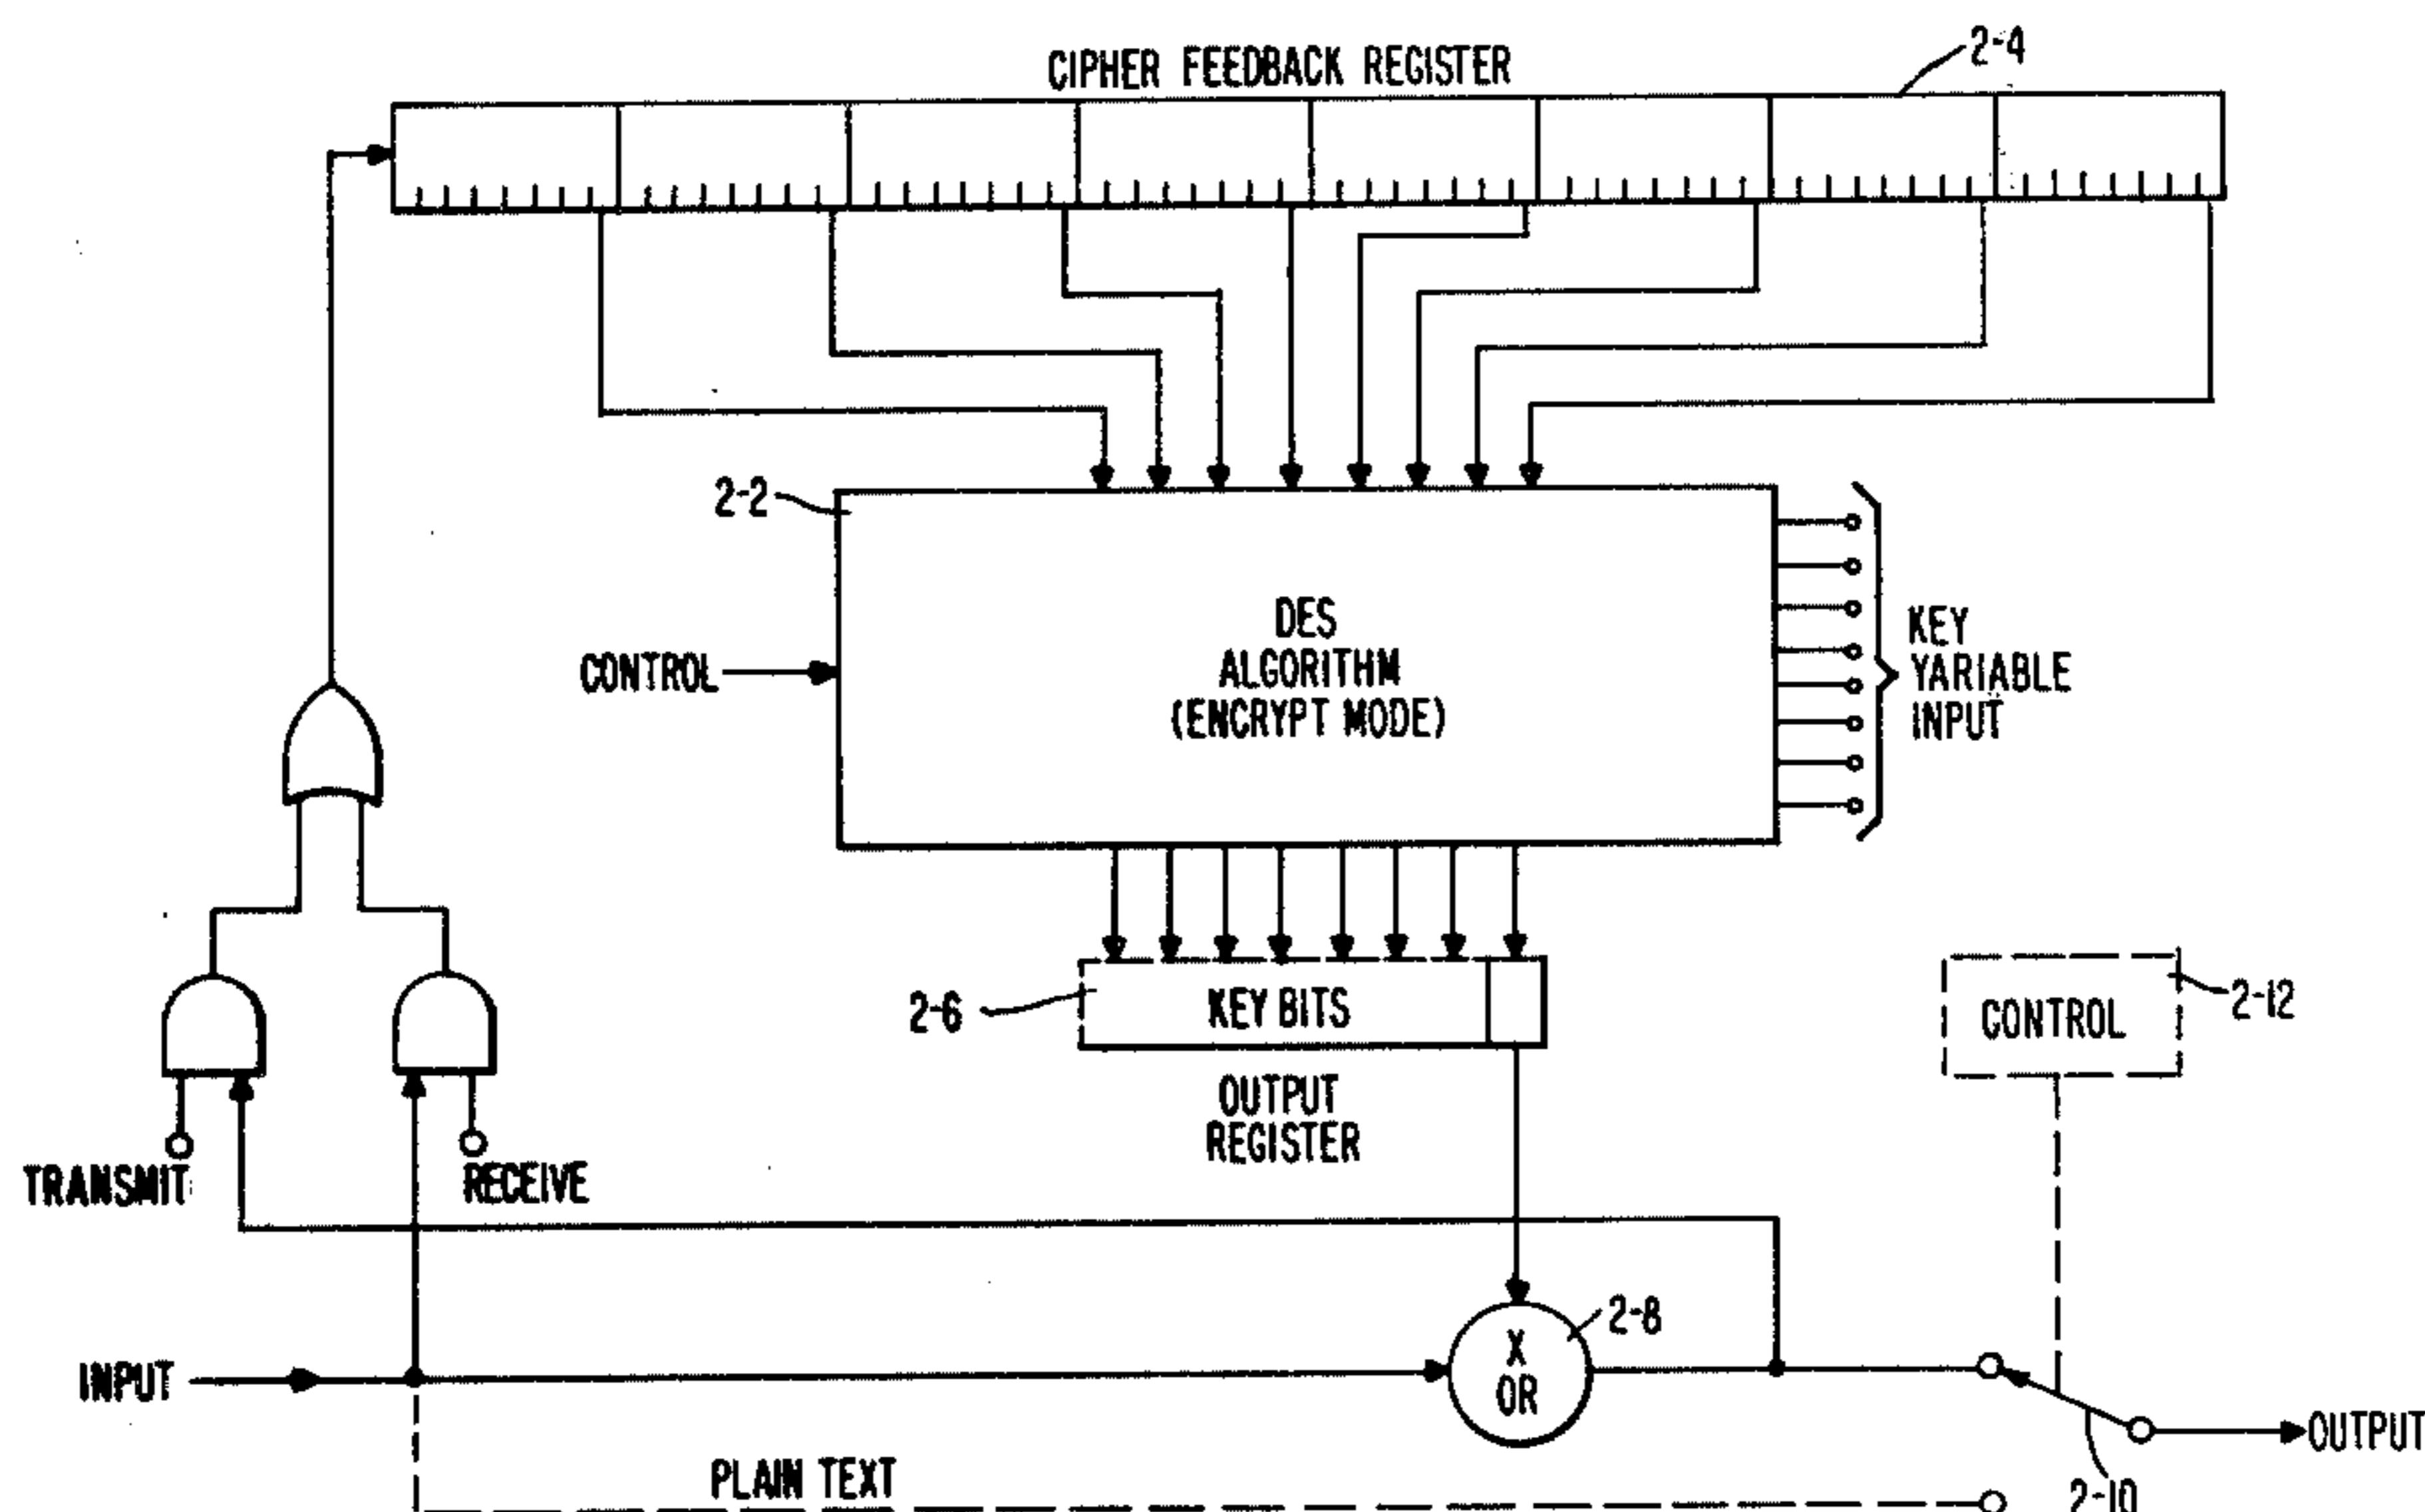 CIPHER FEEDBACK REGISTER
2-4
2-2
DES
ALGORITHM
(ENCRYPT MODE)
CONTROL
KEY
VARIABLE
INPUT
2-6
KEY BITS
OUTPUT
REGISTER
CONTROL
2-12
TRANSMIT
RECEIVE
2-8
X
OR
INPUT
OUTPUT
PLAIN TEXT
2-10